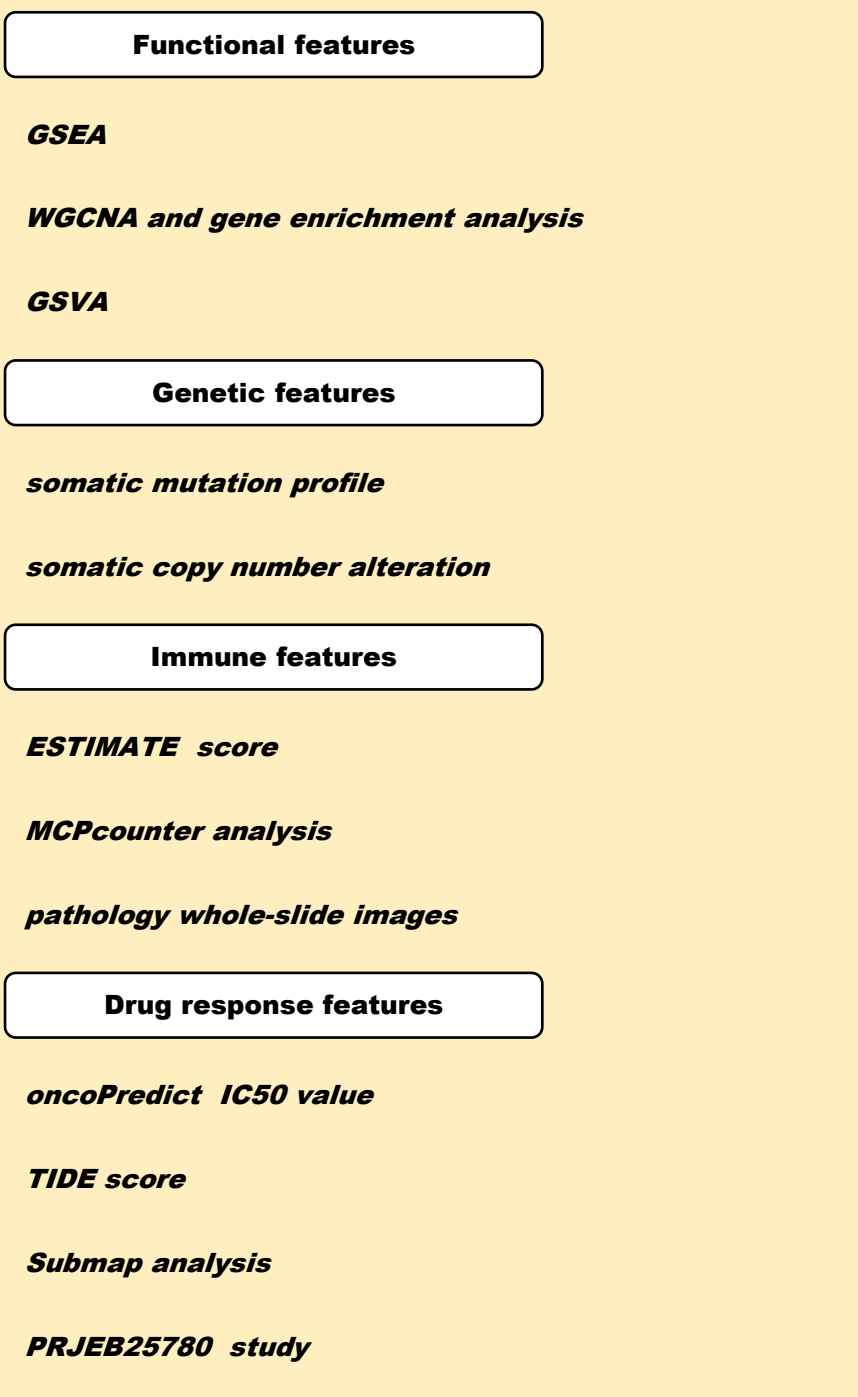 Functional features
GSEA
WGCNA and gene enrichment analysis
GSVA
Genetic features
somatic mutation profile
somatic copy number alteration
Immune features
ESTIMATE score
MCPcounter analysis
pathology whole-slide images
Drug response features
oncoPredict IC50 value
TIDE score
Submap analysis
PRJEB25780 study